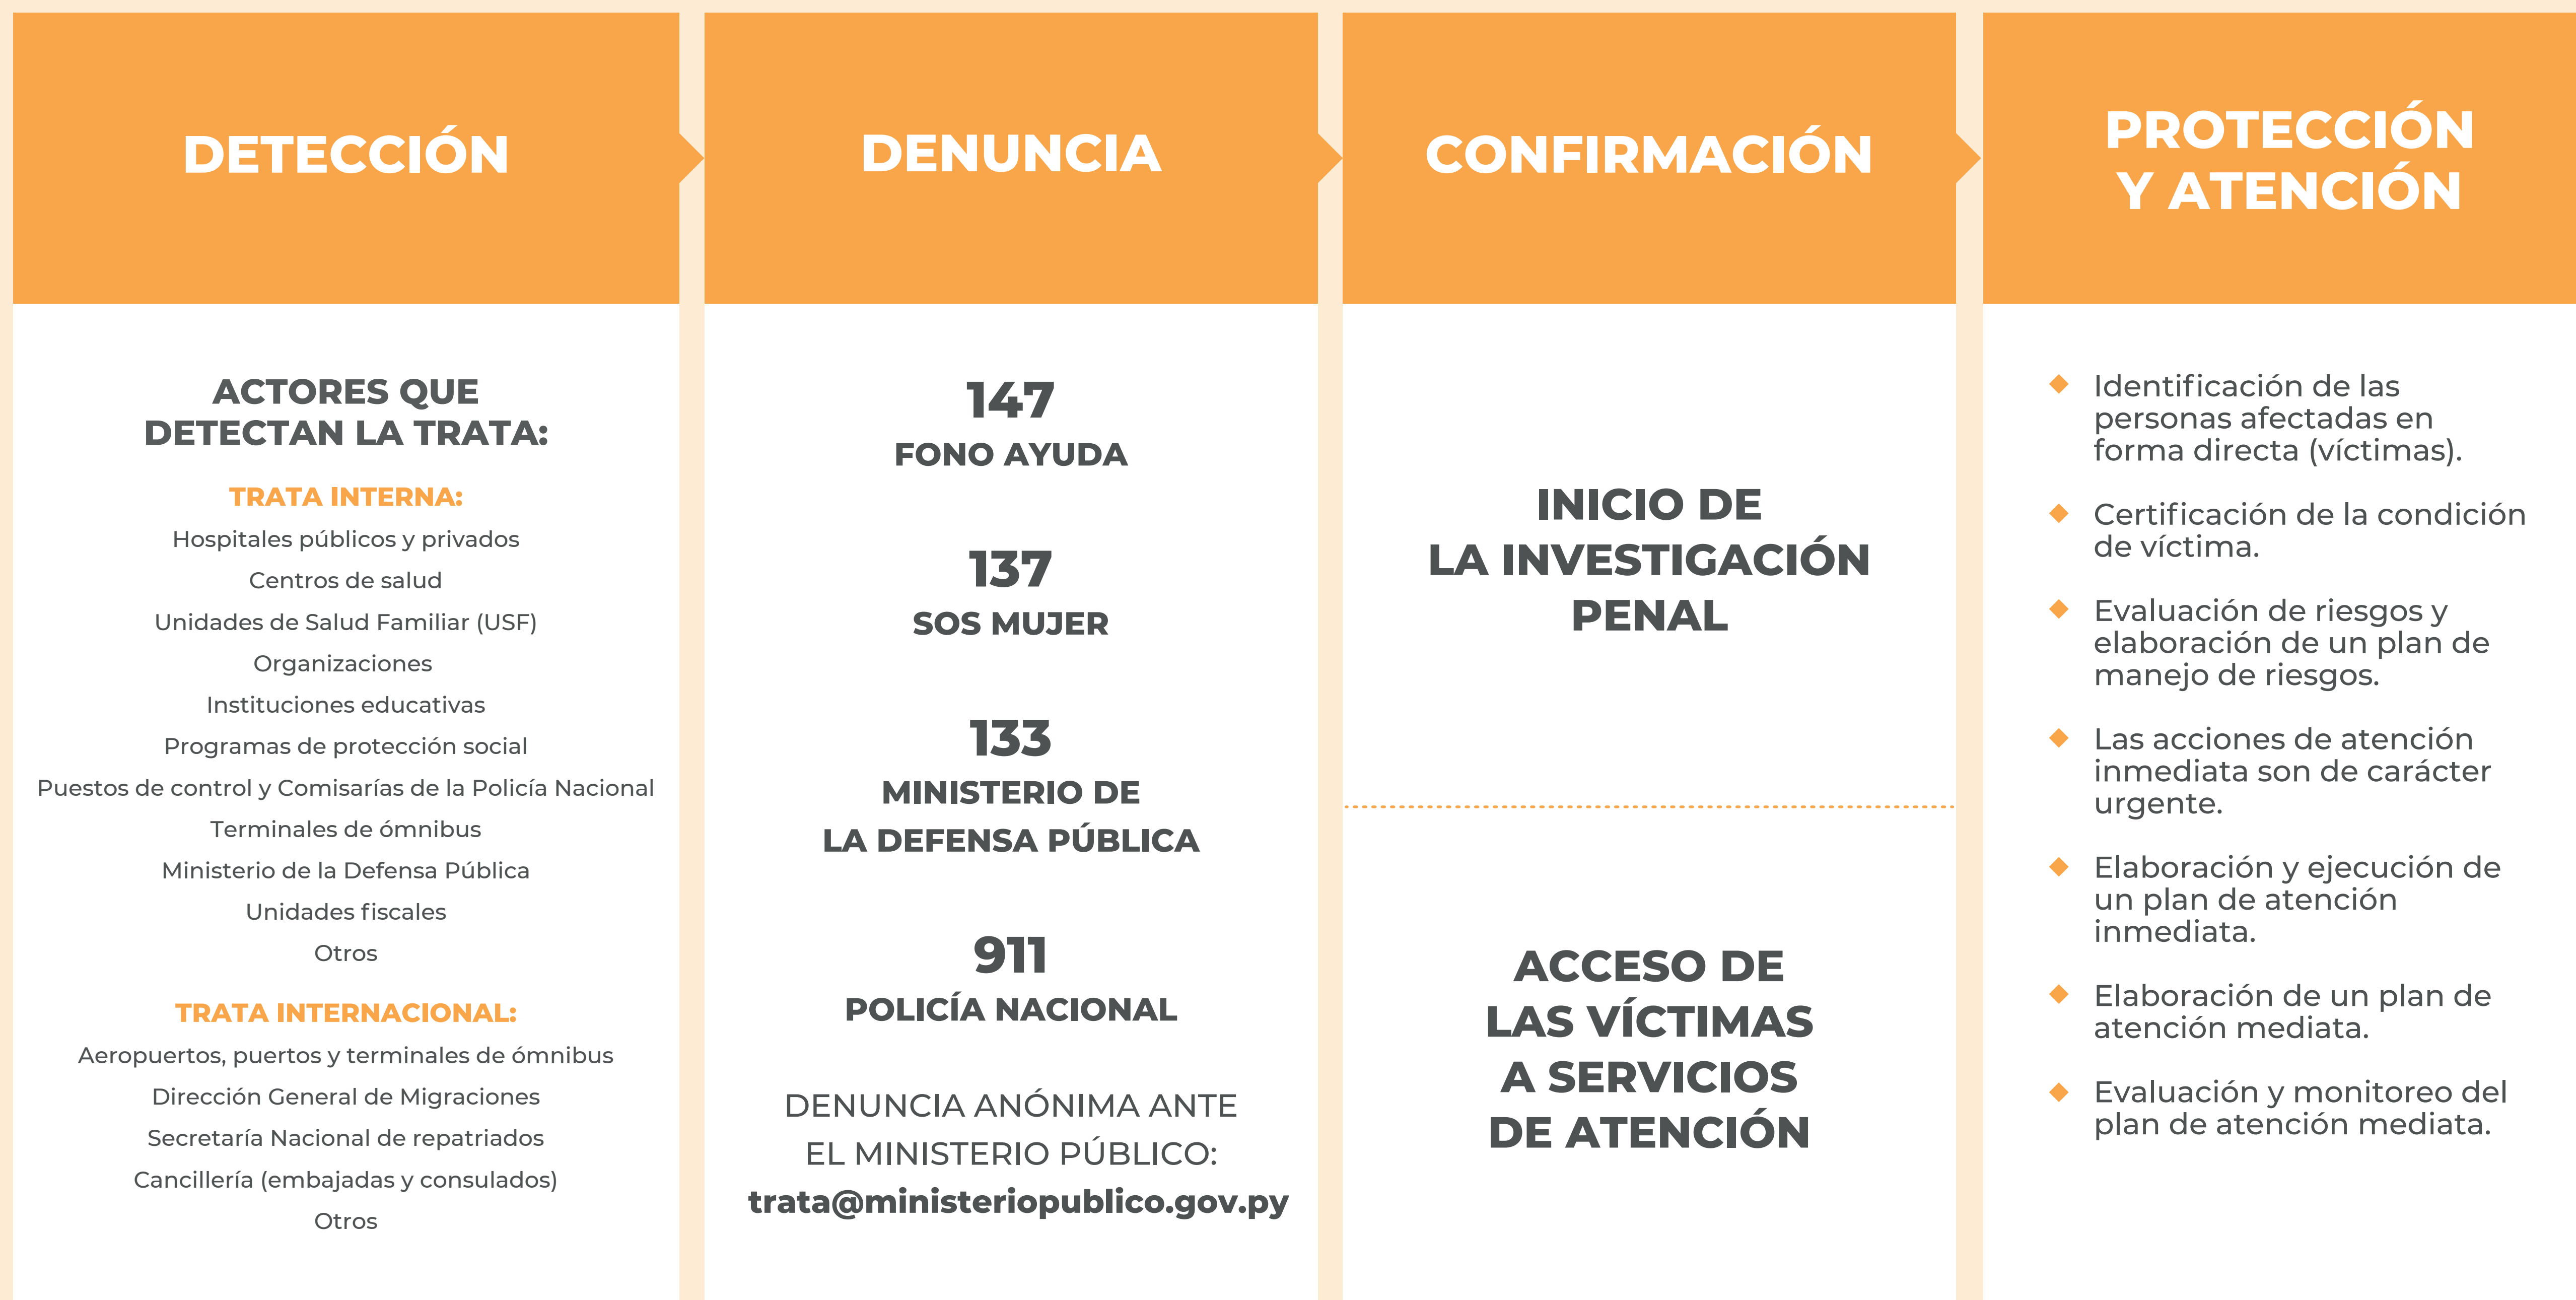 DETECCIÓN
ACTORES QUE
DETECTAN LA TRATA:
TRATA INTERNA:
Hospitales públicos y privados
Centros de salud
Unidades de Salud Familiar (USF)
Organizaciones
Instituciones educativas
Programas de protección social
Puestos de control y Comisarías de la Policía Nacional
Terminales de ómnibus
Ministerio de la Defensa Pública
Unidades fiscales
Otros
TRATA INTERNACIONAL:
Aeropuertos, puertos y terminales de ómnibus
Dirección General de Migraciones
Secretaría Nacional de repatriados
Cancillería (embajadas y consulados)
Otros
DENUNCIA
147
FONO AYUDA
137
SOS MUJER
133
MINISTERIO DE
LA DEFENSA PÚBLICA
911
POLICÍA NACIONAL
DENUNCIA ANÓNIMA ANTE
EL MINISTERIO PÚBLICO:
trata@ministeriopublico.gov.py
CONFIRMACIÓN
INICIO DE
LA INVESTIGACIÓN
PENAL
ACCESO DE
LAS VÍCTIMAS
A SERVICIOS
DE ATENCIÓN
PROTECCIÓN
Y ATENCIÓN
Identificación de las
personas afectadas en
forma directa (víctimas).
Certificación de la condición
de víctima.
Evaluación de riesgos y
elaboración de un plan de
manejo de riesgos.
Las acciones de atención
inmediata son de carácter
urgente.
Elaboración y ejecución de
un plan de atención
inmediata.
Elaboración de un plan de
atención mediata.
Evaluación y monitoreo del
plan de atención mediata.